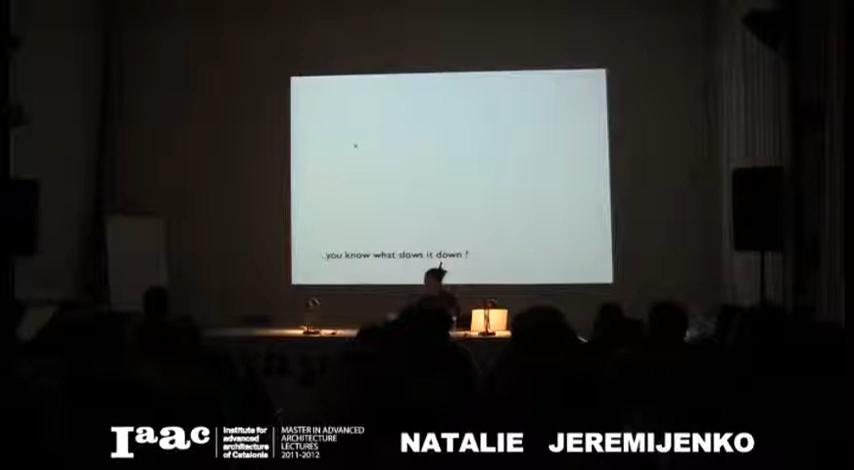 ..you know what slows it down ?
Iaac
Institute for
advanced
architecture
of Catalonia
MASTER IN ADVANCED
ARCHITECTURE
LECTURES
2011-2012
NATALIE JEREMIJENKO